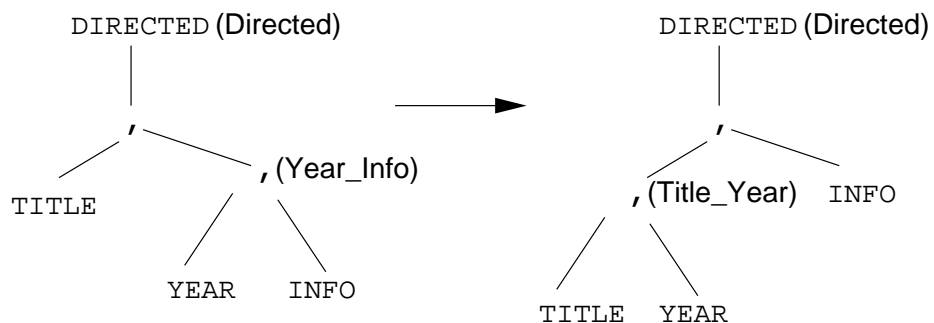 DIRECTED (Directed) DIRECTED (Directed)
, ,
, (Year_Info) , (Title_Year) INFO
TITLE
YEAR INFO TITLE YEAR